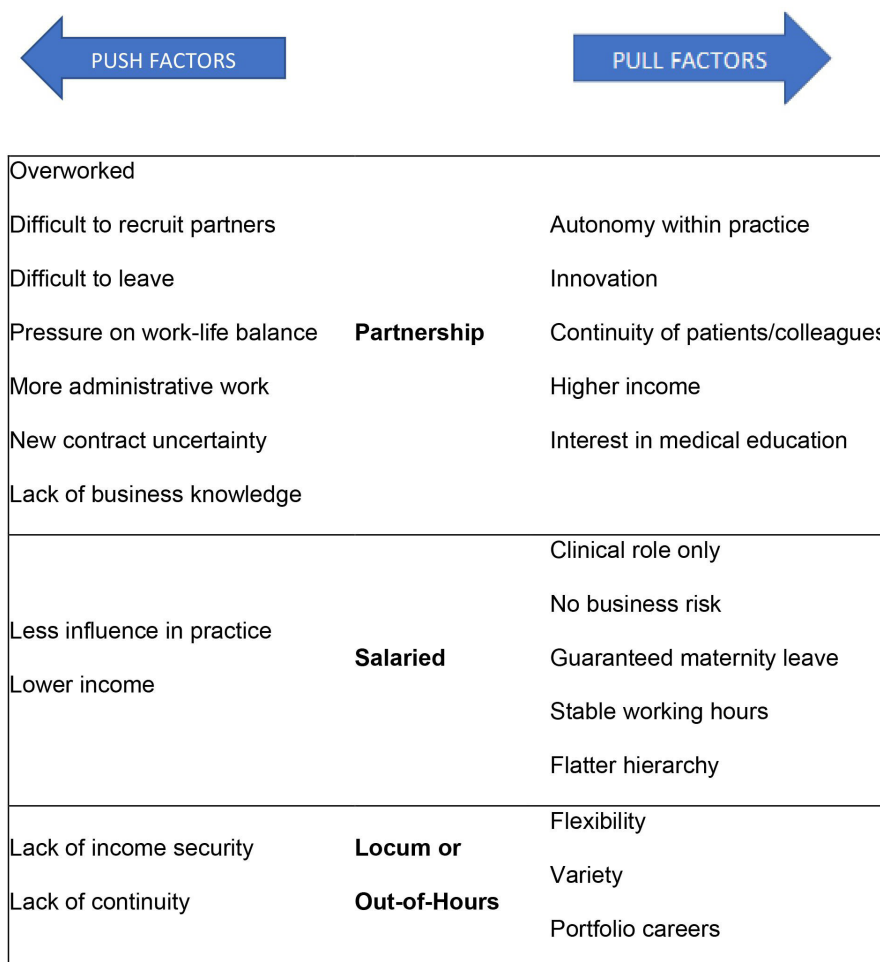 PUSH FACTORS
PULL FACTORS
Overworked
Difficult to recruit partners
Difficult to leave
Pressure on work-life balance
More administrative work
New contract uncertainty
Lack of business knowledge
Partnership
Autonomy within practice
Innovation
Continuity of patients/colleagues
Higher income
Interest in medical education
Less influence in practice
Lower income
Salaried
Clinical role only
No business risk
Guaranteed maternity leave
Stable working hours
Flatter hierarchy
Lack of income security
Lack of continuity
Locum or
Out-of-Hours
Flexibility
Variety
Portfolio careers